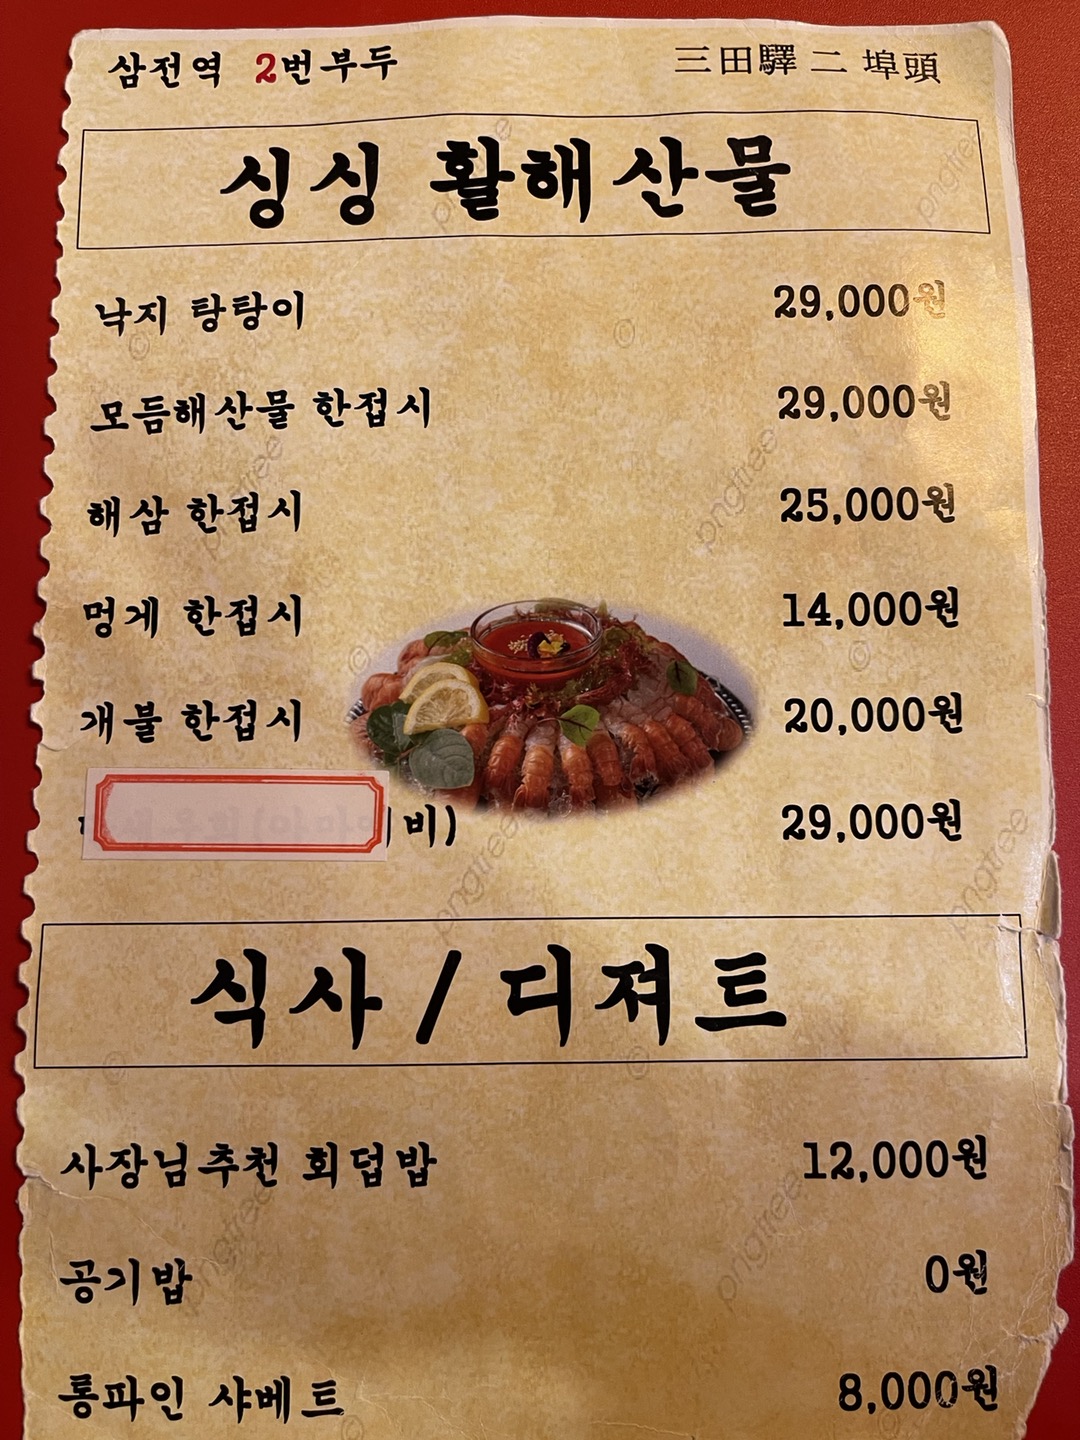 삼전역 2번부두 三田驛 二 埠頭
싱싱 활해산물
낙지 탕탕이 29,000원
모듬해산물 한접시 29,000원
해삼 한접시 25,000원
멍게 한접시 14,000원
개불 한접시 20,000원
비) 29,000원
식사 / 디져트
사장님추천 회덥밥 12,000원
공기밥 0원
통파인 샤베트 8,000원